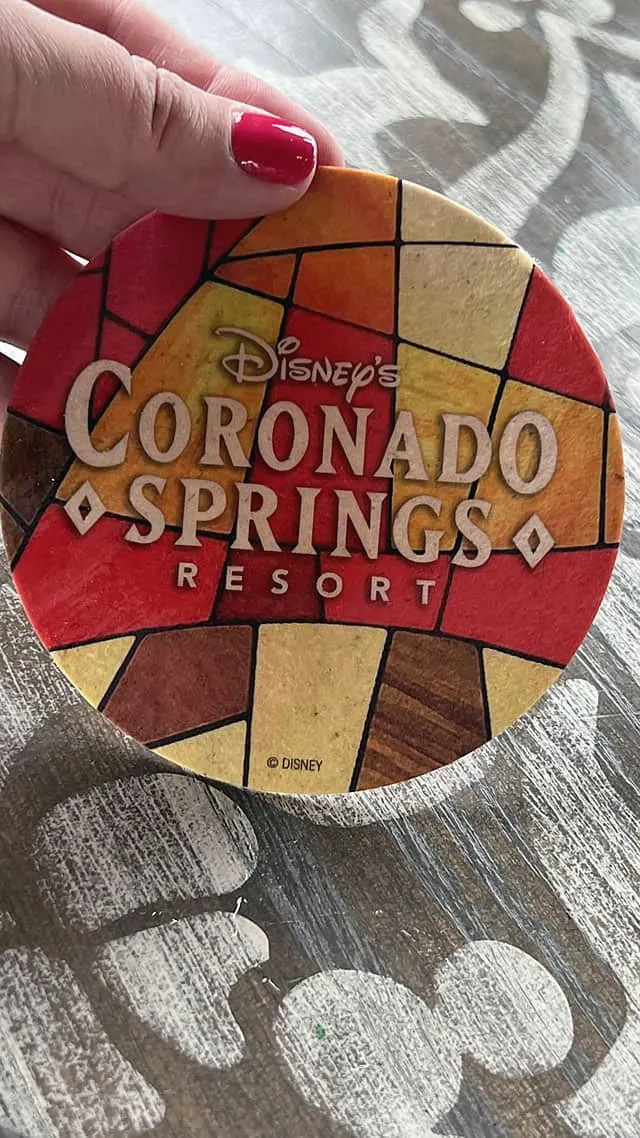 Disney's
CORONADO
SPRINGS
RESORT
© DISNEY